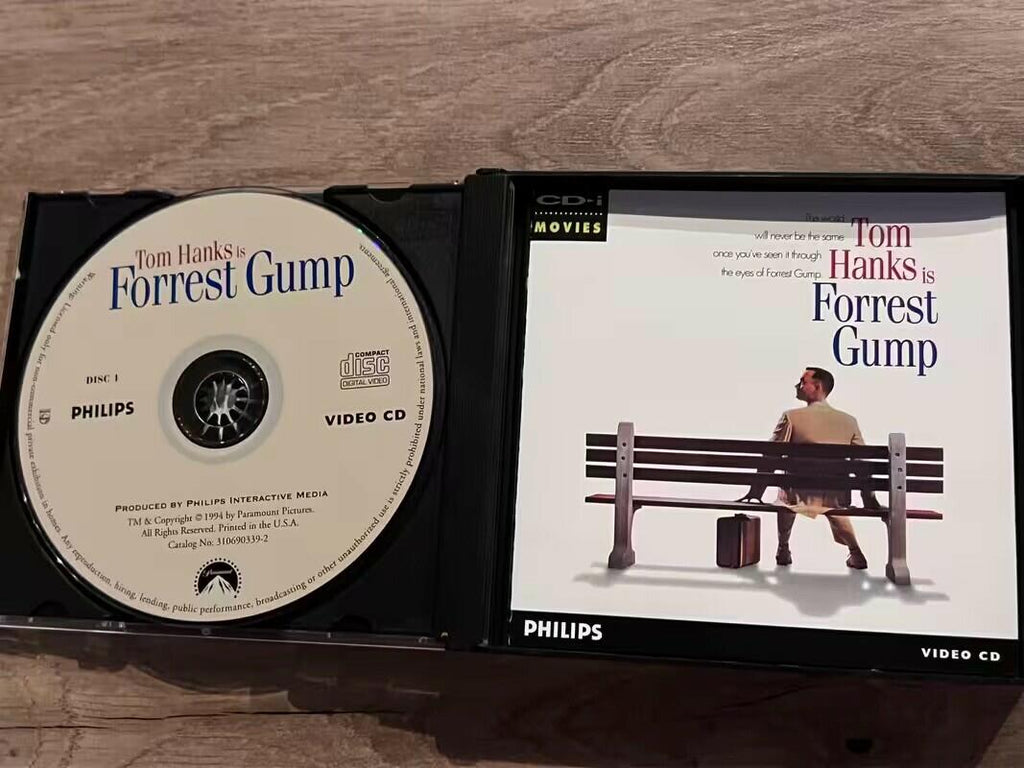 Tom Hanks is
Forrest Gump
DISC 1
PHILIPS
COMPACT
disc
DIGITAL VIDEO
VIDEO CD
PRODUCED BY PHILIPS INTERACTIVE MEDIA
TM & Copyright © 1994 by Paramount Pictures.
All Rights Reserved. Printed in the U.S.A.
Catalog No: 310690339-2
Paramount
Warning: Licensed only for non-commercial private exhibition in homes. Any reproduction, hiring, lending, public performance, broadcasting or other unauthorized use is strictly prohibited under national laws and international agreements.
CD-i
MOVIES
The world
will never be the same
once you've seen it through
the eyes of Forrest Gump.
Tom
Hanks is
Forrest
Gump
PHILIPS
VIDEO CD